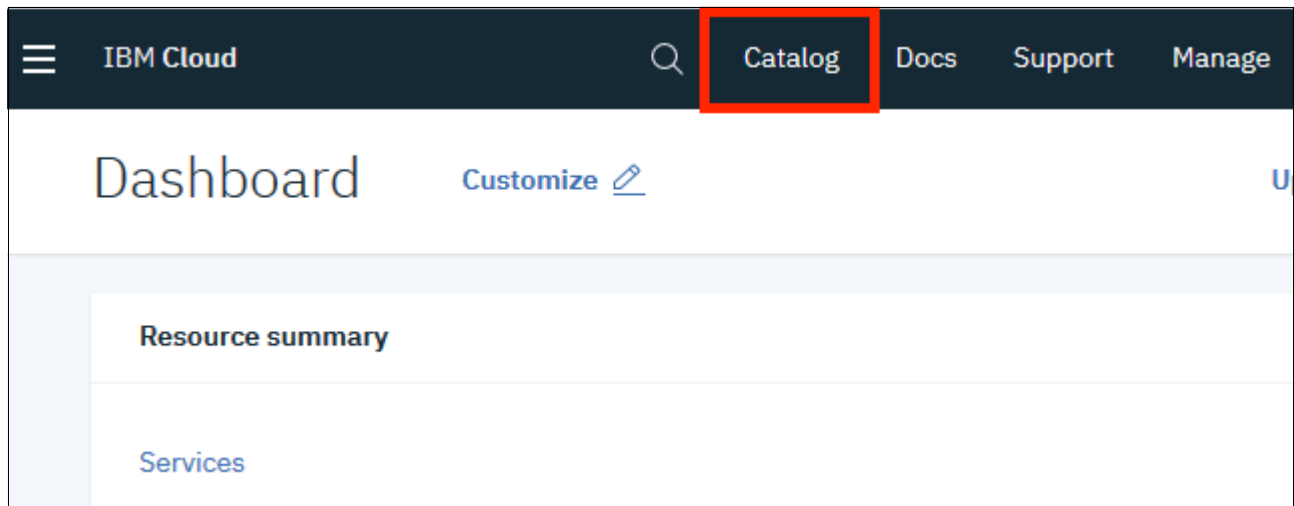 IBM Cloud Catalog Docs Support Manage
Dashboard Customize
Resource summary
Services